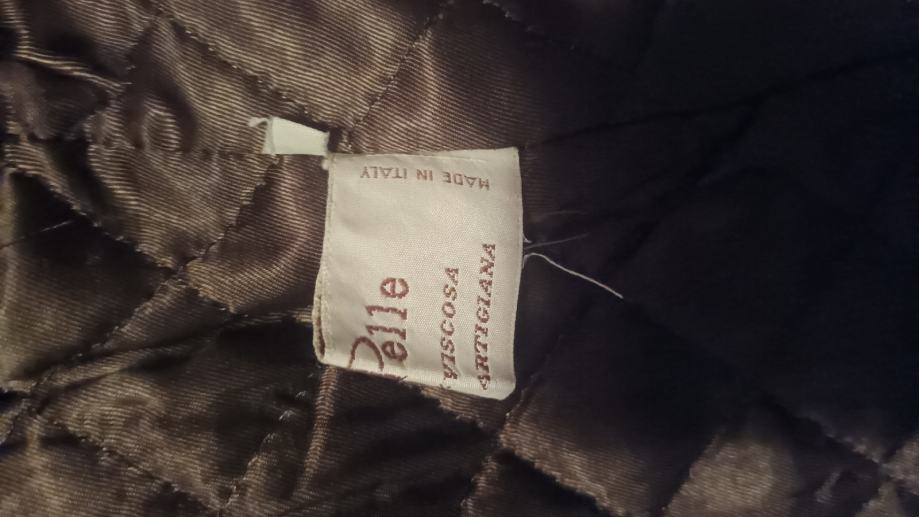 Pelle
VISCOSA
ARTIGIANA
MADE IN ITALY